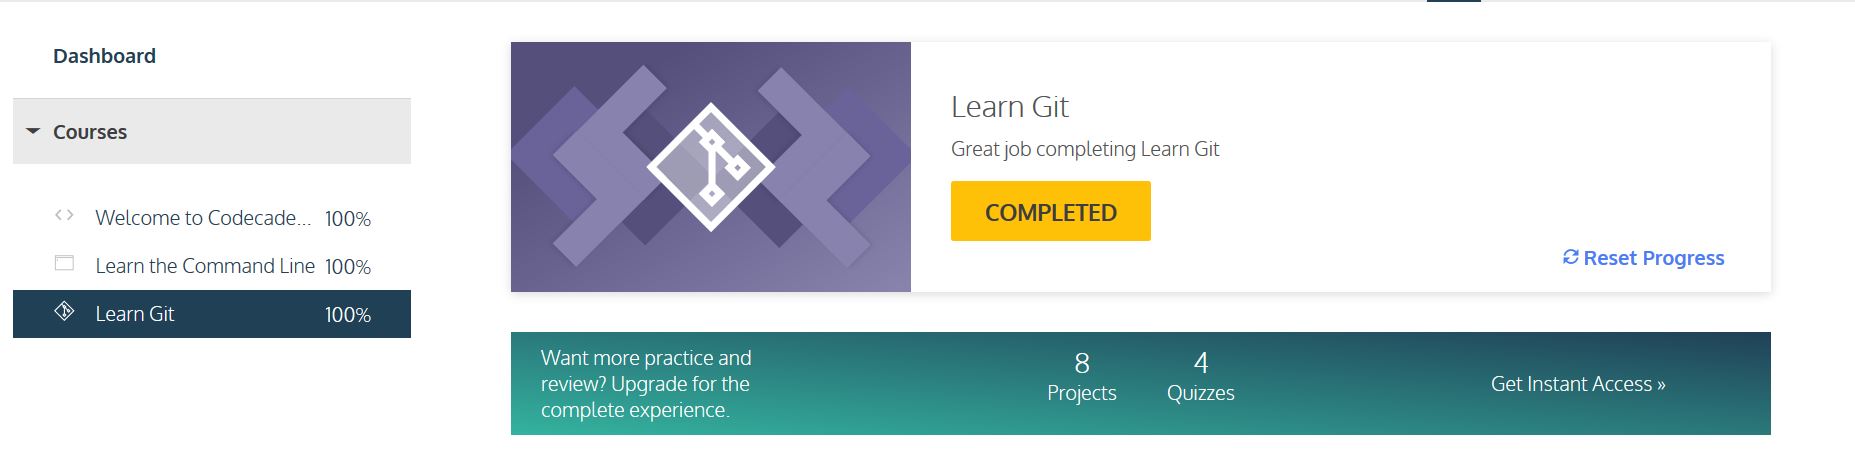 Dashboard
Courses
Welcome to Codecade... 100%
Learn the Command Line 100%
Learn Git 100%
Learn Git
Great job completing Learn Git
COMPLETED
Reset Progress
Want more practice and
review? Upgrade for the
complete experience.
8
Projects
4
Quizzes
Get Instant Access »